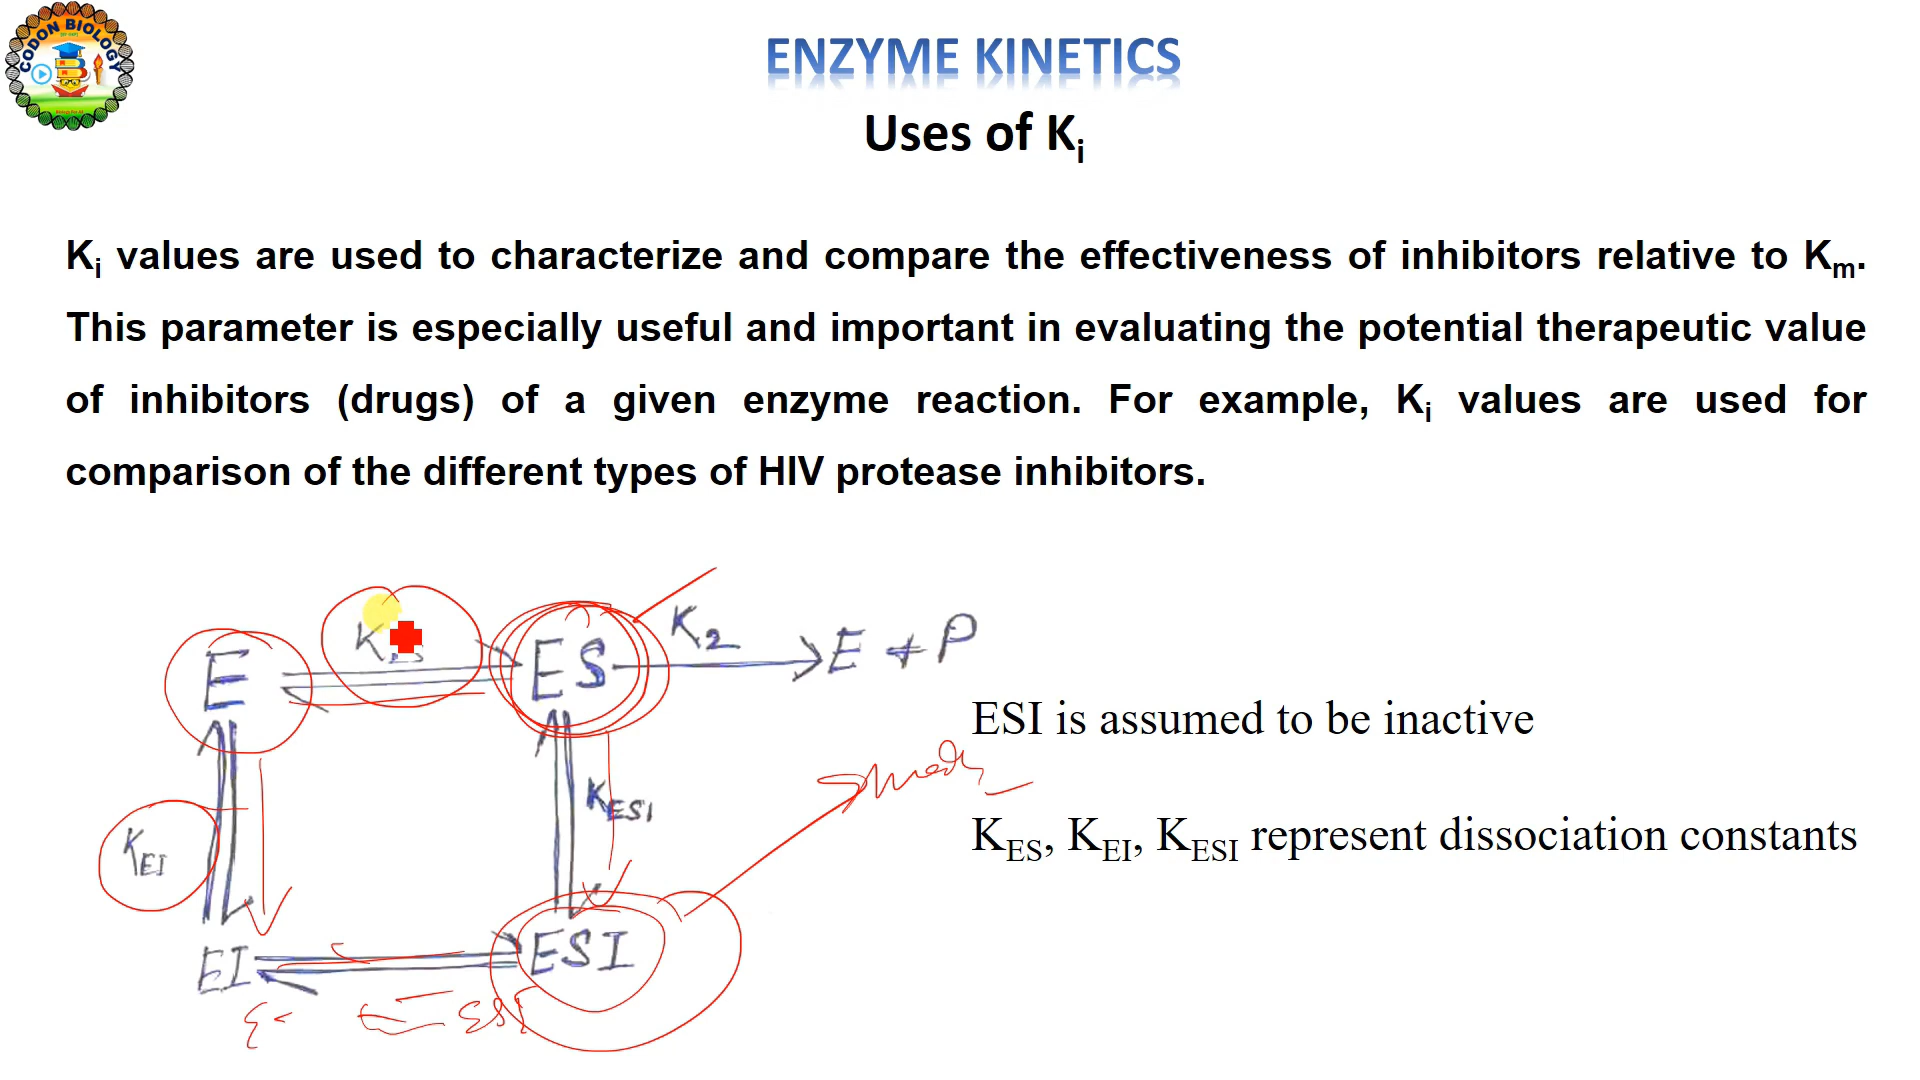 CODON BIOLOGY
ENZYME KINETICS
Uses of Ki
Ki values are used to characterize and compare the effectiveness of inhibitors relative to Km.
This parameter is especially useful and important in evaluating the potential therapeutic value
of inhibitors (drugs) of a given enzyme reaction. For example, Ki values are used for
comparison of the different types of HIV protease inhibitors.
E
ES
K2
E + P
ESI is assumed to be inactive
KEI
KESI
KES, KEI, KESI represent dissociation constants
EI
ESI
ESI